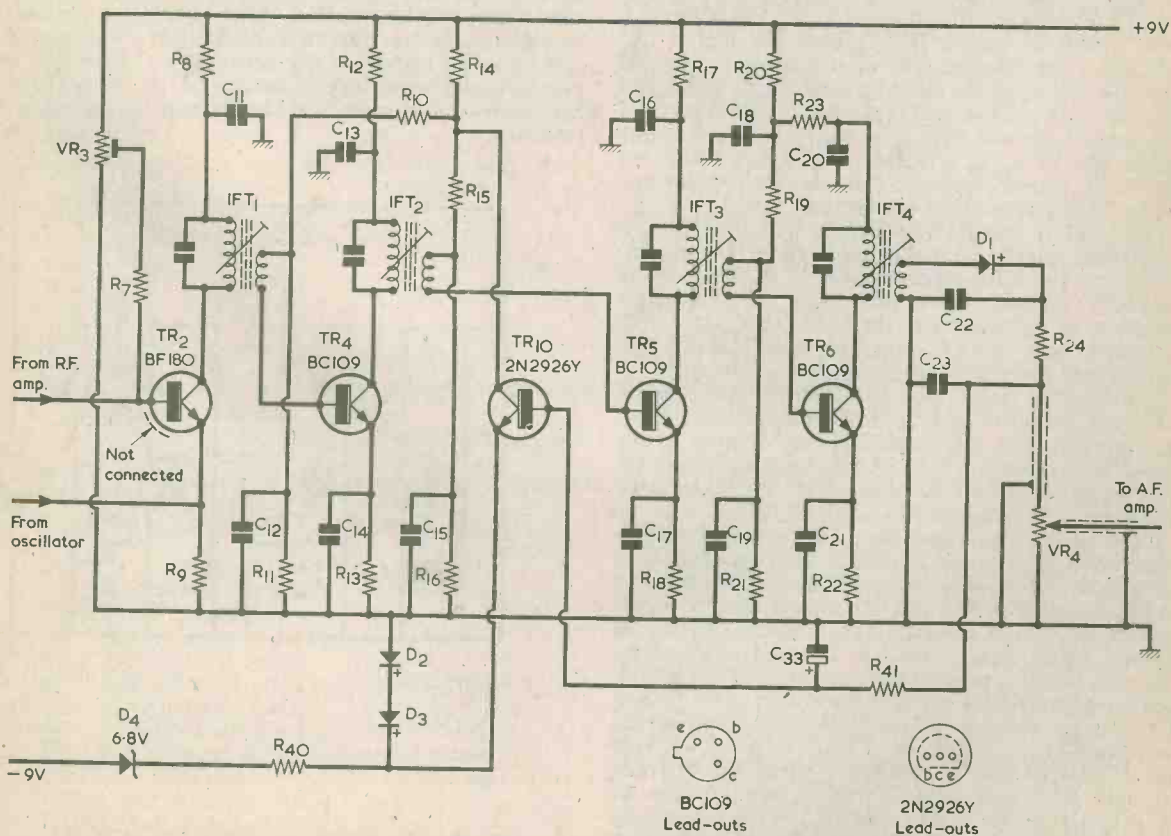 +9V
R8
R12
R14
R17
R20
C11
R10
C16
R23
C18
VR3
C13
C20
R15
IFT1
IFT2
IFT3
R19
IFT4
D1
R7
C22
TR2
BF180
TR4
BC109
TR10
2N2926Y
TR5
BC109
TR6
BC109
R24
C23
From R.F.
amp.
Not
connected
To A.F.
amp.
From
oscillator
C12
C14
C15
C17
C19
C21
VR4
R9
R11
R13
R16
R18
R21
R22
D2
C33
+
R41
D3
D4
6·8V
R40
-9V
e b
c
b c e
BC109
Lead-outs
2N2926Y
Lead-outs